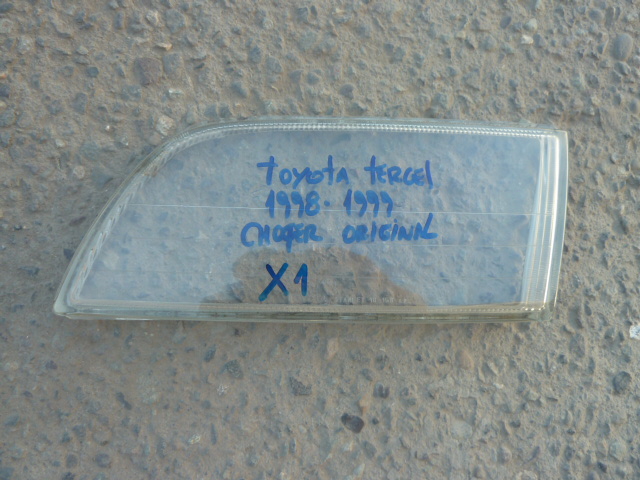 TOYOTA TERCEL
1998-1999
CHOFER ORIGINAL
X1